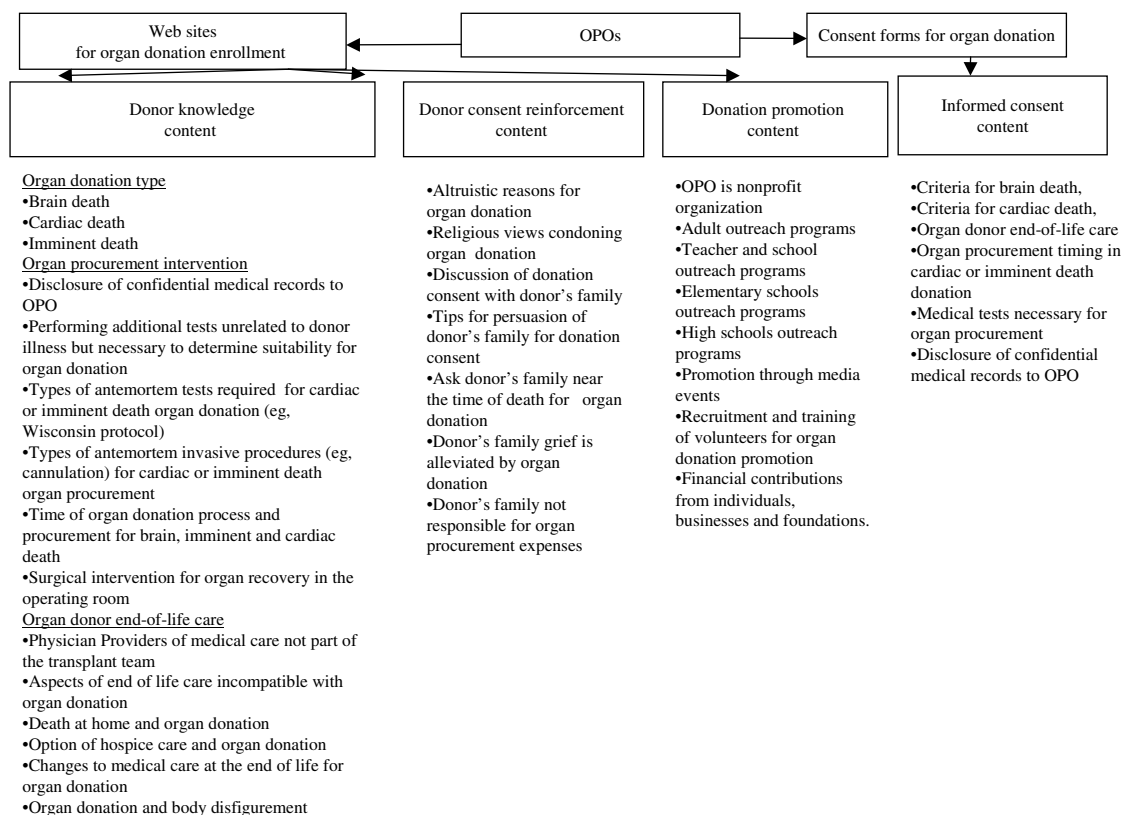 Web sites
for organ donation enrollment
OPOs
Consent forms for organ donation
Donor knowledge
content
Donor consent reinforcement
content
Donation promotion
content
Informed consent
content
Organ donation type
•Brain death
•Cardiac death
•Imminent death
Organ procurement intervention
•Disclosure of confidential medical records to
OPO
•Performing additional tests unrelated to donor
illness but necessary to determine suitability for
organ donation
•Types of antemortem tests required for cardiac
or imminent death organ donation (eg,
Wisconsin protocol)
•Types of antemortem invasive procedures (eg,
cannulation) for cardiac or imminent death
organ procurement
•Time of organ donation process and
procurement for brain, imminent and cardiac
death
•Surgical intervention for organ recovery in the
operating room
Organ donor end-of-life care
•Physician Providers of medical care not part of
the transplant team
•Aspects of end of life care incompatible with
organ donation
•Death at home and organ donation
•Option of hospice care and organ donation
•Changes to medical care at the end of life for
organ donation
•Organ donation and body disfigurement
•Altruistic reasons for
organ donation
•Religious views condoning
organ donation
•Discussion of donation
consent with donor's family
•Tips for persuasion of
donor's family for donation
consent
•Ask donor's family near
the time of death for organ
donation
•Donor's family grief is
alleviated by organ
donation
•Donor's family not
responsible for organ
procurement expenses
•OPO is nonprofit
organization
•Adult outreach programs
•Teacher and school
outreach programs
•Elementary schools
outreach programs
•High schools outreach
programs
•Promotion through media
events
•Recruitment and training
of volunteers for organ
donation promotion
•Financial contributions
from individuals,
businesses and foundations.
•Criteria for brain death,
•Criteria for cardiac death,
•Organ donor end-of-life care
•Organ procurement timing in
cardiac or imminent death
donation
•Medical tests necessary for
organ procurement
•Disclosure of confidential
medical records to OPO